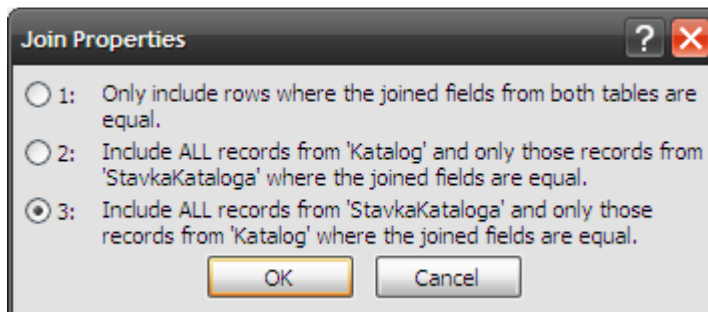 Join Properties
1: Only include rows where the joined fields from both tables are
equal.
2: Include ALL records from 'Katalog' and only those records from
'StavkaKataloga' where the joined fields are equal.
3: Include ALL records from 'StavkaKataloga' and only those
records from 'Katalog' where the joined fields are equal.
OK Cancel